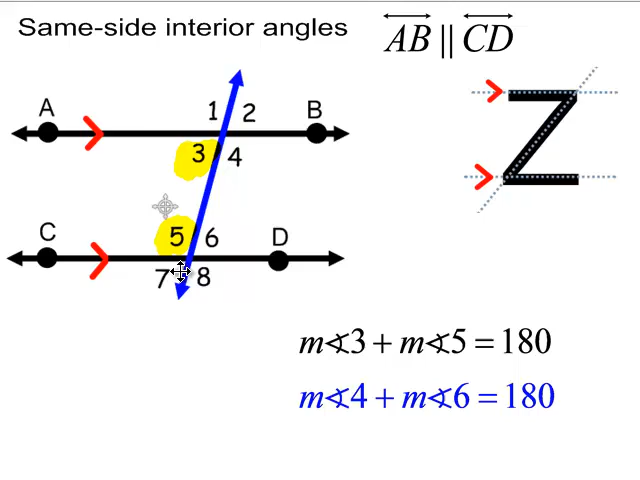 Same-side interior angles
AB || CD
A 1 2 B
3 4
C 5 6 D
7 8
m∢3 + m∢5 = 180
m∢4 + m∢6 = 180